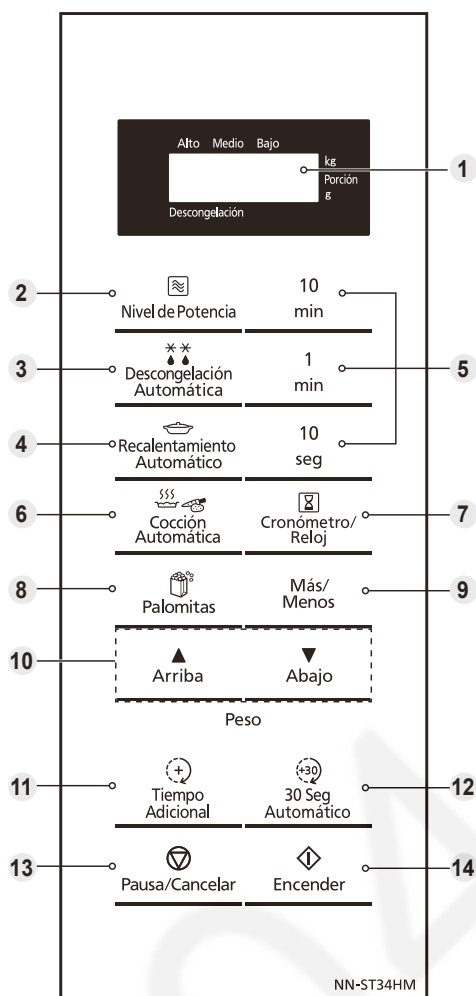 Alto Medio Bajo
kg
Porción
g
Descongelación
1
2
Nivel de Potencia
10
min
3
Descongelación
Automática
1
min
5
4
Recalentamiento
Automático
10
seg
6
Cocción
Automática
Cronómetro/
Reloj
7
8
Palomitas
Más/
Menos
9
10
Arriba
Abajo
Peso
11
Tiempo
Adicional
+30
30 Seg
Automático
12
13
Pausa/Cancelar
Encender
14
NN-ST34HM